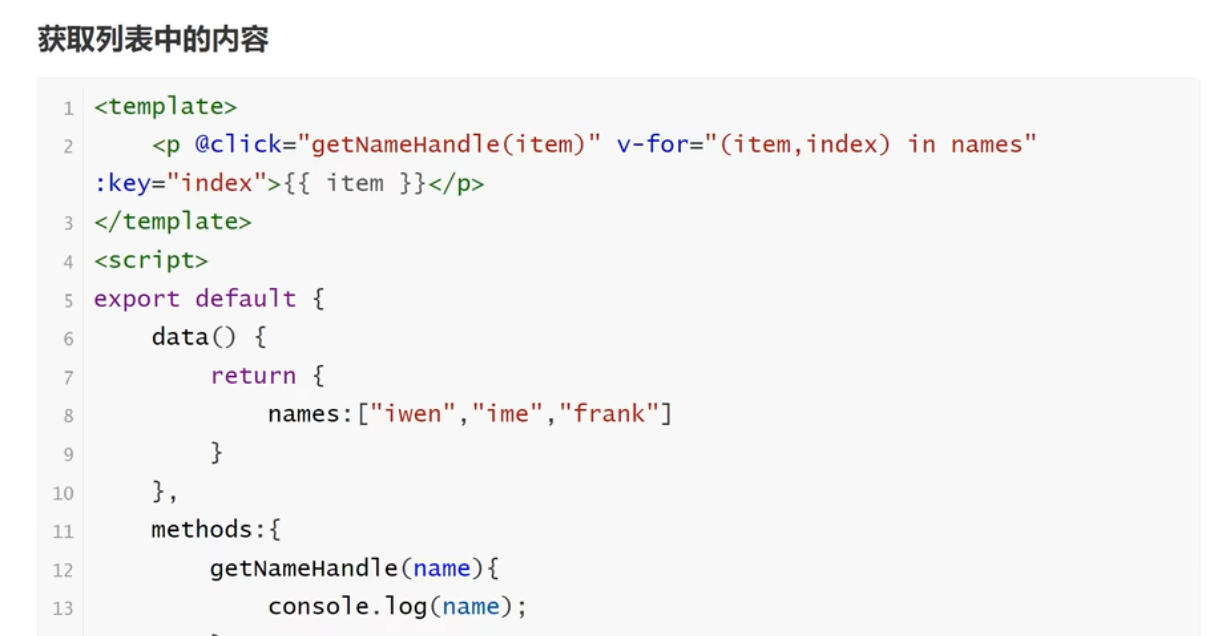 获取列表中的内容
1 <template>
2     <p @click="getNameHandle(item)" v-for="(item,index) in names"
:key="index">{{ item }}</p>
3 </template>
4 <script>
5 export default {
6     data() {
7         return {
8             names:["iwen","ime","frank"]
9         }
10     },
11     methods:{
12         getNameHandle(name){
13             console.log(name);